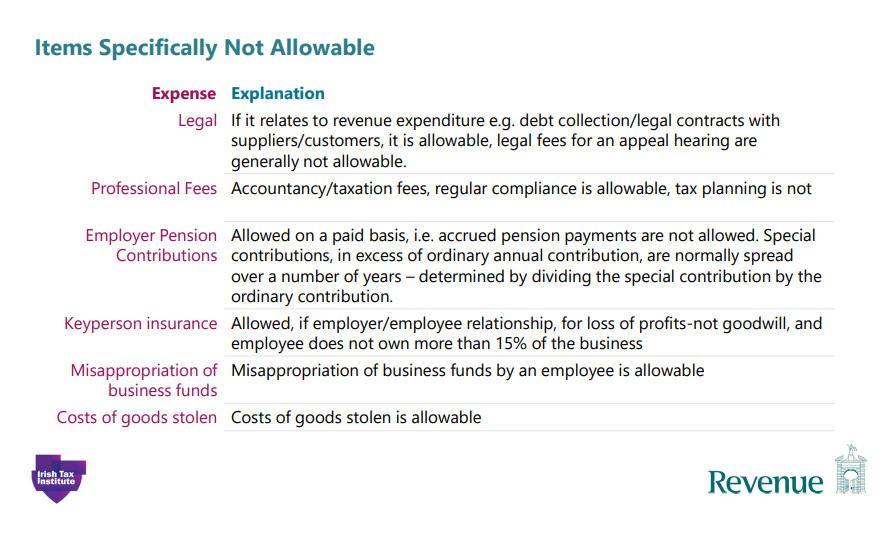 Items Specifically Not Allowable
Expense Explanation
Legal If it relates to revenue expenditure e.g. debt collection/legal contracts with
suppliers/customers, it is allowable, legal fees for an appeal hearing are
generally not allowable.
Professional Fees Accountancy/taxation fees, regular compliance is allowable, tax planning is not
Employer Pension Allowed on a paid basis, i.e. accrued pension payments are not allowed. Special
Contributions contributions, in excess of ordinary annual contribution, are normally spread
over a number of years – determined by dividing the special contribution by the
ordinary contribution.
Keyperson insurance Allowed, if employer/employee relationship, for loss of profits-not goodwill, and
employee does not own more than 15% of the business
Misappropriation of Misappropriation of business funds by an employee is allowable
business funds
Costs of goods stolen Costs of goods stolen is allowable
Irish Tax
Institute
Revenue